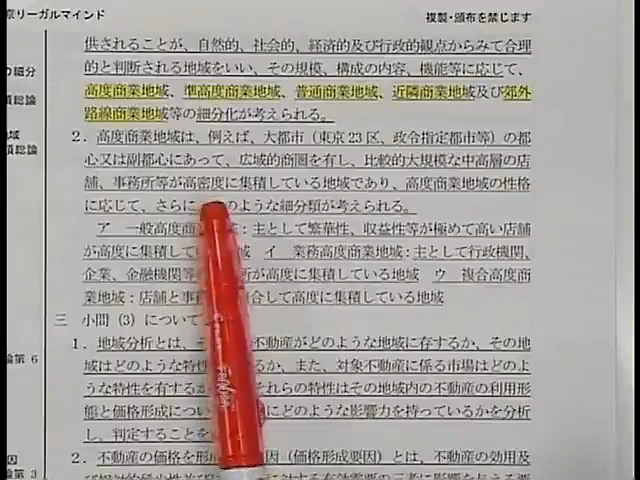 京リーガルマインド
複製・頒布を禁じます
供されることが、自然的、社会的、経済的及び行政的観点からみて合理
の細分 的と判断される地域をいい、その規模、構成の内容、機能等に応じて、
総論 高度商業地域、準高度商業地域、普通商業地域、近隣商業地域及び郊外
路線商業地域等の細分化が考えられる。
地域 2.高度商業地域は、例えば、大都市(東京23区、政令指定都市等)の都
総論 心又は副都心にあって、広域的商圏を有し、比較的大規模な中高層の店
舗、事務所等が高密度に集積している地域であり、高度商業地域の性格
に応じて、さらに のような細分類が考えられる。
ア 一般高度商 :主として繁華性、収益性等が極めて高い店舗
が高度に集積し 域 イ 業務高度商業地域:主として行政機関、
企業、金融機関等 所が高度に集積している地域 ウ 複合高度商
業地域:店舗と事 合して高度に集積している地域
三 小問(3)について
1.地域分析とは、 不動産がどのような地域に存するか、その地
論第6 域はどのような特 るか、また、対象不動産に係る市場はどのよ
うな特性を有する それらの特性はその地域内の不動産の利用形
態と価格形成につい にどのような影響力を持っているかを分析
し、判定することを
因 2.不動産の価格を形 因(価格形成要因)とは、不動産の効用及
論第3